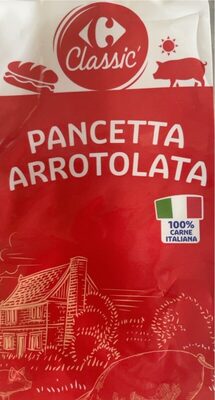 Classic'
PANCETTA
ARROTOLATA
100%
CARNE
ITALIANA